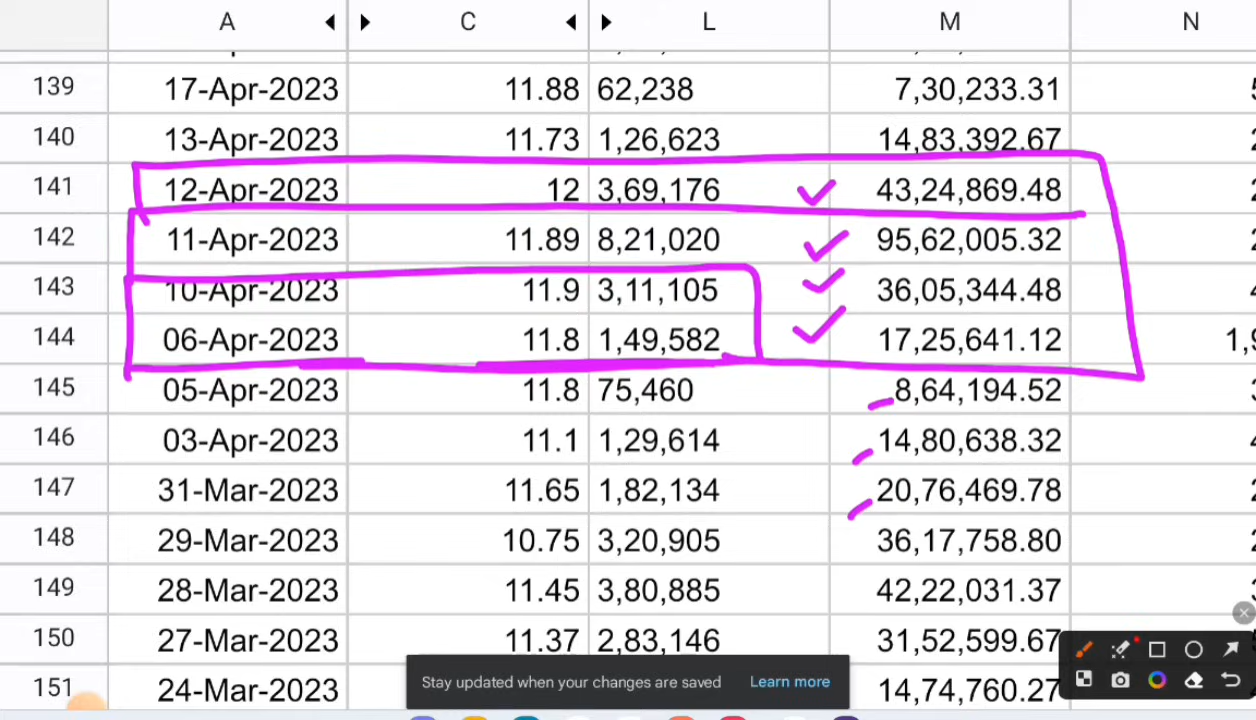 A C L M N
139 17-Apr-2023 11.88 62,238 7,30,233.31
140 13-Apr-2023 11.73 1,26,623 14,83,392.67
141 12-Apr-2023 12 3,69,176 43,24,869.48
142 11-Apr-2023 11.89 8,21,020 95,62,005.32
143 10-Apr-2023 11.9 3,11,105 36,05,344.48
144 06-Apr-2023 11.8 1,49,582 17,25,641.12
145 05-Apr-2023 11.8 75,460 8,64,194.52
146 03-Apr-2023 11.1 1,29,614 14,80,638.32
147 31-Mar-2023 11.65 1,82,134 20,76,469.78
148 29-Mar-2023 10.75 3,20,905 36,17,758.80
149 28-Mar-2023 11.45 3,80,885 42,22,031.37
150 27-Mar-2023 11.37 2,83,146 31,52,599.67
151 24-Mar-2023 14,74,760.27
Stay updated when your changes are saved Learn more